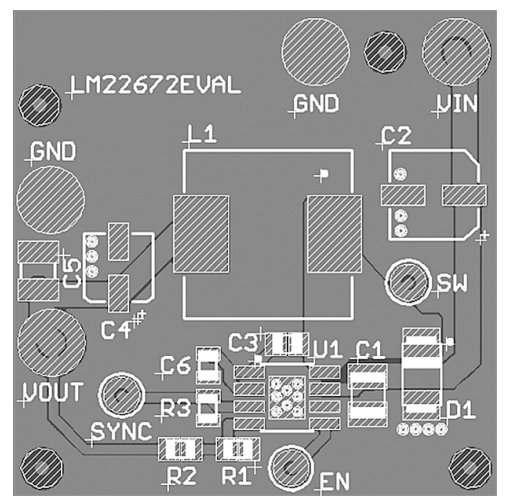 LM22672EVAL
GND
VIN
L1
C2
GND
C5
SW
C4
C3
U1
C1
C6
VOUT
R3
D1
SYNC
R2
R1
EN